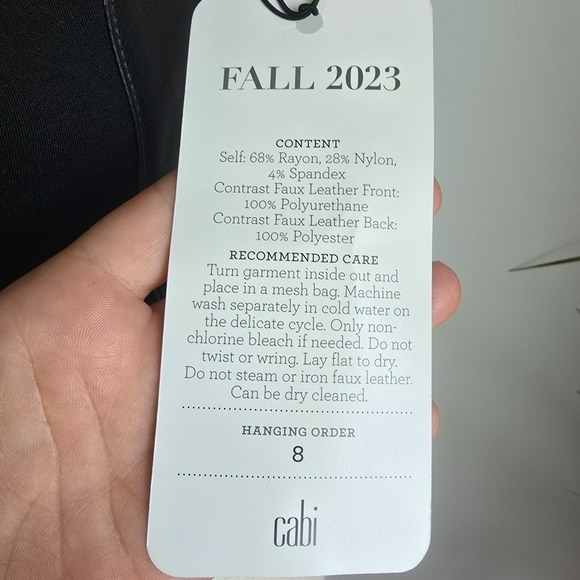 FALL 2023
CONTENT
Self: 68% Rayon, 28% Nylon,
4% Spandex
Contrast Faux Leather Front:
100% Polyurethane
Contrast Faux Leather Back:
100% Polyester
RECOMMENDED CARE
Turn garment inside out and
place in a mesh bag. Machine
wash separately in cold water on
the delicate cycle. Only non-
chlorine bleach if needed. Do not
twist or wring. Lay flat to dry.
Do not steam or iron faux leather.
Can be dry cleaned.
HANGING ORDER
8
cabi